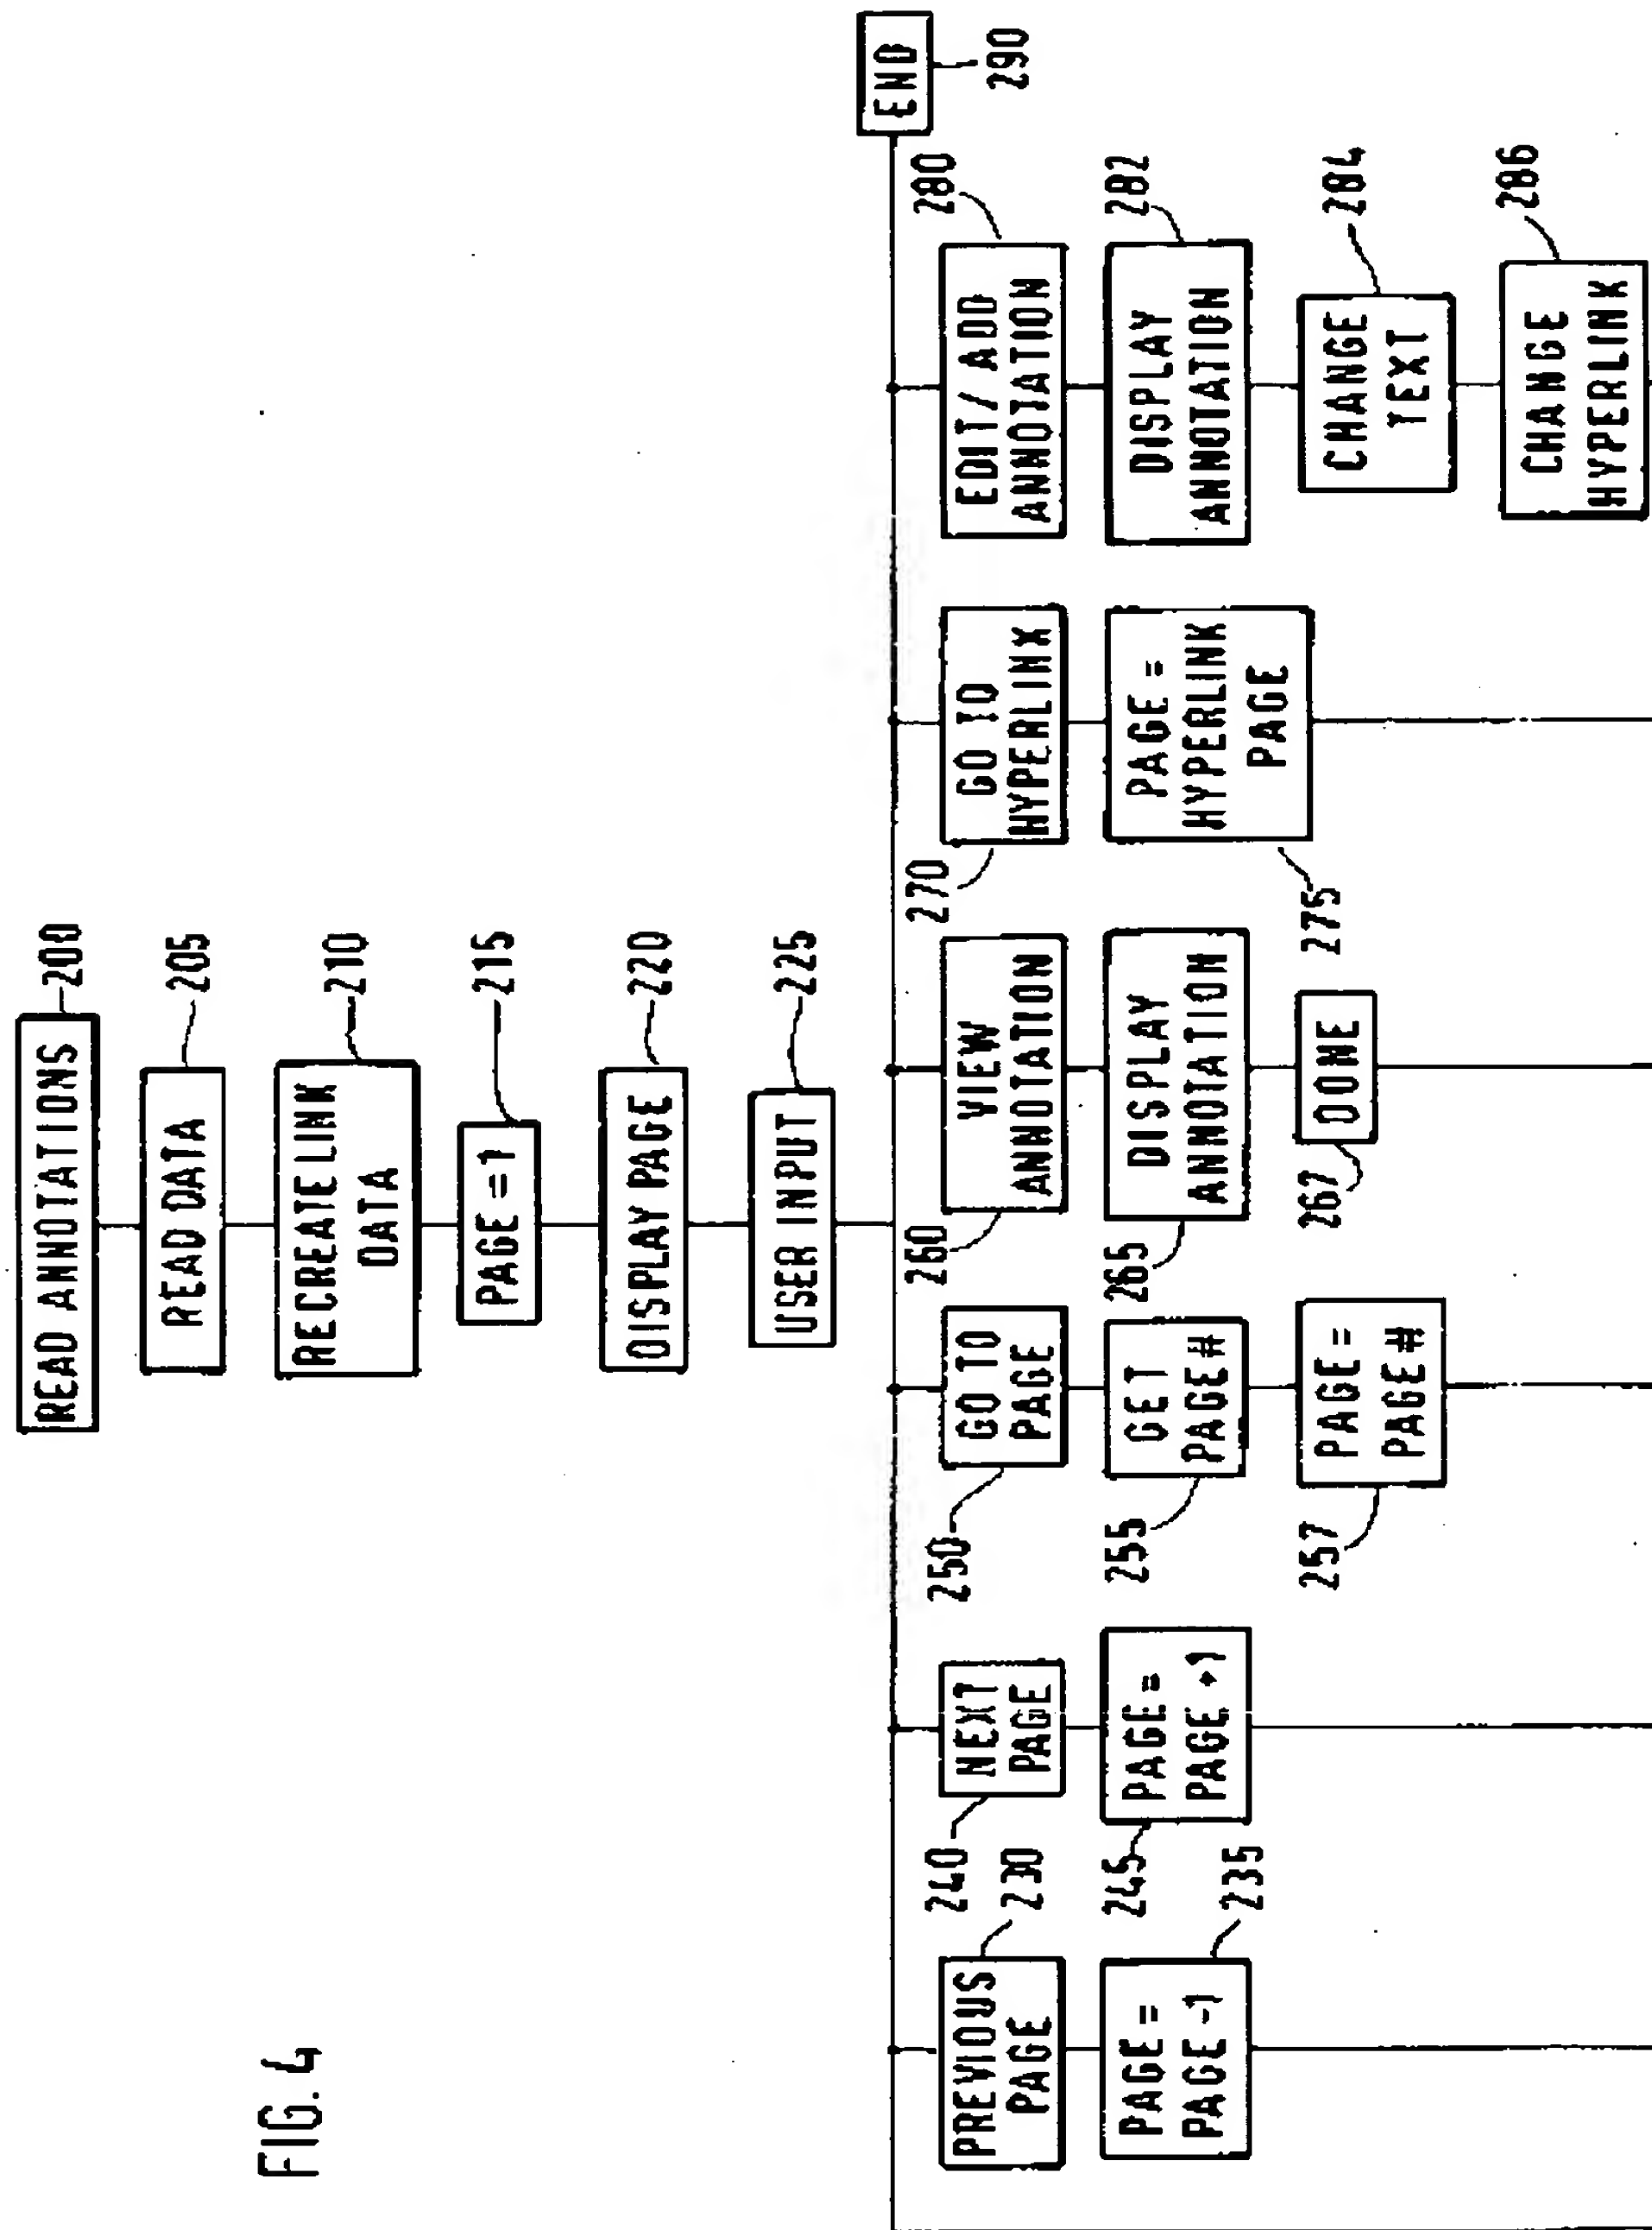 FIG. 4
READ ANNOTATIONS
200
READ DATA
205
RECREATE LINK
DATA
210
PAGE = 1
215
DISPLAY PAGE
220
USER INPUT
225
END
290
PREVIOUS
PAGE
230
PAGE =
PAGE -1
235
NEXT
PAGE
240
PAGE =
PAGE +1
245
GO TO
PAGE
250
GET
PAGE #
255
PAGE =
PAGE #
257
VIEW
ANNOTATION
260
DISPLAY
ANNOTATION
265
DONE
267
GO TO
HYPERLINK
270
PAGE =
HYPERLINK
PAGE
275
EDIT / ADD
ANNOTATION
280
DISPLAY
ANNOTATION
282
CHANGE
TEXT
284
CHANGE
HYPERLINK
286